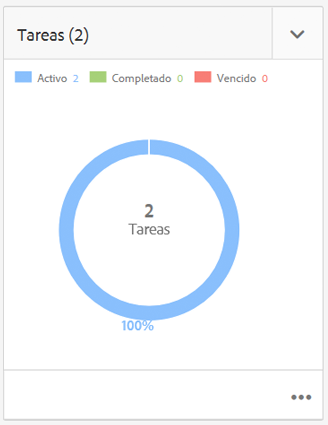 Tareas (2)
Activo 2 Completado 0 Vencido 0
2
Tareas
100%